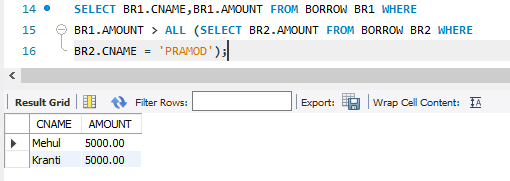 14 SELECT BR1.CNAME,BR1.AMOUNT FROM BORROW BR1 WHERE
15 BR1.AMOUNT > ALL (SELECT BR2.AMOUNT FROM BORROW BR2 WHERE
16 BR2.CNAME = 'PRAMOD');
Result Grid Filter Rows: Export: Wrap Cell Content: IA
CNAME AMOUNT
Mehul 5000.00
Kranti 5000.00